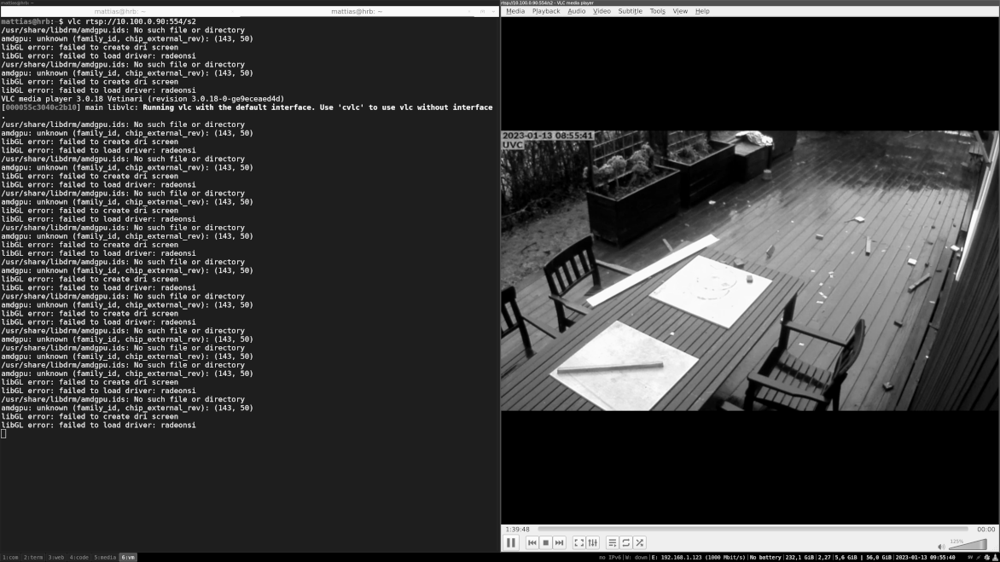 mattias@hrb: ~
mattias@hrb: ~ mattias@hrb: ~
mattias@hrb:~$ vlc rtsp://10.100.0.90:554/s2
/usr/share/libdrm/amdgpu.ids: No such file or directory
amdgpu: unknown (family_id, chip_external_rev): (143, 50)
libGL error: failed to create dri screen
libGL error: failed to load driver: radeonsi
/usr/share/libdrm/amdgpu.ids: No such file or directory
amdgpu: unknown (family_id, chip_external_rev): (143, 50)
libGL error: failed to create dri screen
libGL error: failed to load driver: radeonsi
VLC media player 3.0.18 Vetinari (revision 3.0.18-0-ge9eceaed4d)
[000055c3040c2b10] main libvlc: Running vlc with the default interface. Use 'cvlc' to use vlc without interface
.
/usr/share/libdrm/amdgpu.ids: No such file or directory
amdgpu: unknown (family_id, chip_external_rev): (143, 50)
libGL error: failed to create dri screen
libGL error: failed to load driver: radeonsi
/usr/share/libdrm/amdgpu.ids: No such file or directory
amdgpu: unknown (family_id, chip_external_rev): (143, 50)
libGL error: failed to create dri screen
libGL error: failed to load driver: radeonsi
/usr/share/libdrm/amdgpu.ids: No such file or directory
amdgpu: unknown (family_id, chip_external_rev): (143, 50)
libGL error: failed to create dri screen
libGL error: failed to load driver: radeonsi
/usr/share/libdrm/amdgpu.ids: No such file or directory
amdgpu: unknown (family_id, chip_external_rev): (143, 50)
libGL error: failed to create dri screen
libGL error: failed to load driver: radeonsi
/usr/share/libdrm/amdgpu.ids: No such file or directory
amdgpu: unknown (family_id, chip_external_rev): (143, 50)
libGL error: failed to create dri screen
libGL error: failed to load driver: radeonsi
/usr/share/libdrm/amdgpu.ids: No such file or directory
amdgpu: unknown (family_id, chip_external_rev): (143, 50)
libGL error: failed to create dri screen
libGL error: failed to load driver: radeonsi
/usr/share/libdrm/amdgpu.ids: No such file or directory
amdgpu: unknown (family_id, chip_external_rev): (143, 50)
/usr/share/libdrm/amdgpu.ids: No such file or directory
amdgpu: unknown (family_id, chip_external_rev): (143, 50)
/usr/share/libdrm/amdgpu.ids: No such file or directory
amdgpu: unknown (family_id, chip_external_rev): (143, 50)
libGL error: failed to create dri screen
libGL error: failed to load driver: radeonsi
/usr/share/libdrm/amdgpu.ids: No such file or directory
amdgpu: unknown (family_id, chip_external_rev): (143, 50)
libGL error: failed to create dri screen
libGL error: failed to load driver: radeonsi
rtsp://10.100.0.90:554/s2 - VLC media player
Media Playback Audio Video Subtitle Tools View Help
2023-01-13 08:55:41
UVC
1:39:48 00:00
125%
1:com 2:term 3:web 4:code 5:media 6:vm
no IPv6|W: down|E: 192.168.1.123 (1000 Mbit/s)|No battery|232,1 GiB|2,27|5,6 GiB | 56,0 GiB|2023-01-13 09:55:40